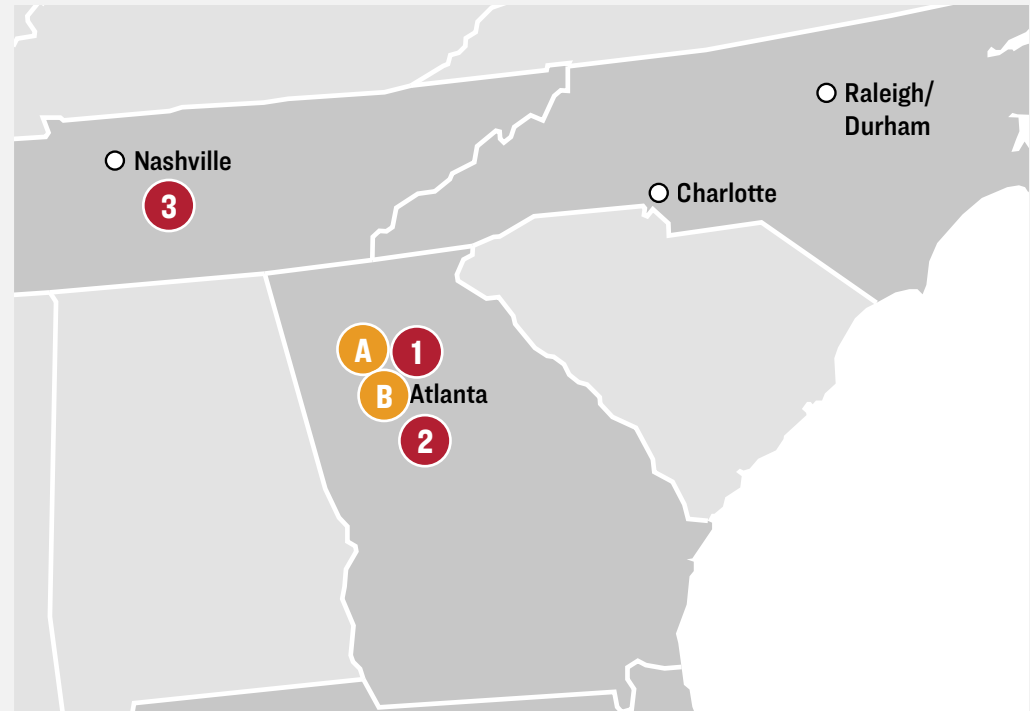 Raleigh/
Durham
Nashville
Charlotte
3
A
1
B
Atlanta
2